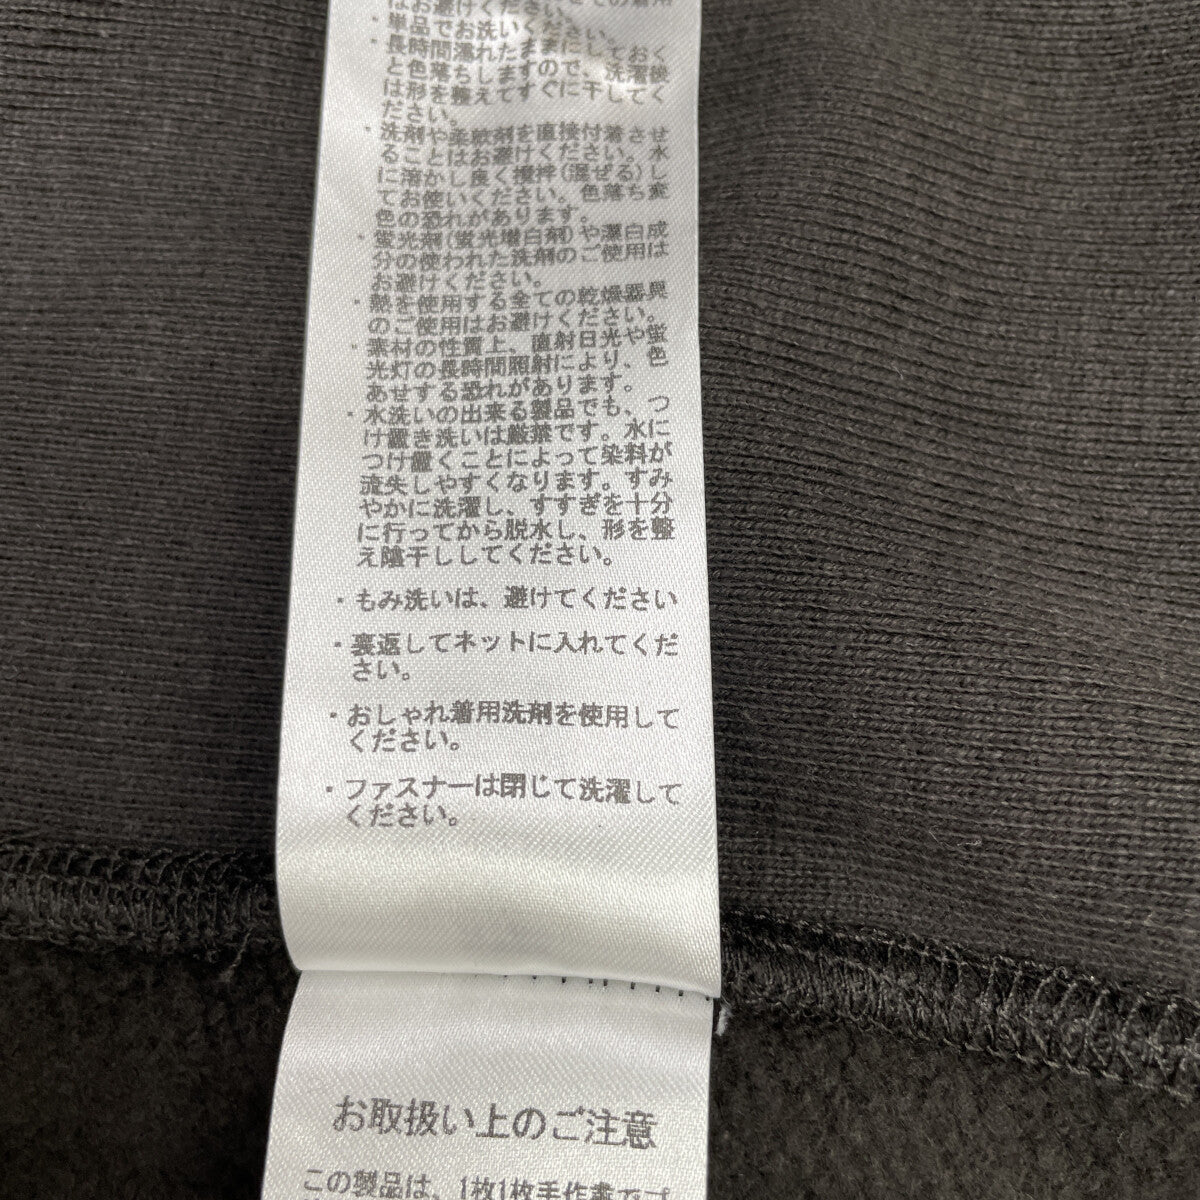 はお避けください。
・単品でお洗いください。
・長時間濡れたままにしておく
と色落ちしますので、洗濯後
は形を整えてすぐに干してく
ださい。
・洗剤や柔軟剤を直接付着させ
ることはお避けください。水
に溶かし良く攪拌(混ぜる)し
てお使いください。色落ち変
色の恐れがあります。
・蛍光剤(蛍光増白剤)や漂白成
分の使われた洗剤のご使用は
お避けください。
・熱を使用する全ての乾燥器具
のご使用はお避けください。
・素材の性質上、直射日光や蛍
光灯の長時間照射により、色
あせする恐れがあります。
・水洗いの出来る製品でも、つ
け置き洗いは厳禁です。水に
つけ置くことによって染料が
流失しやすくなります。すみ
やかに洗濯し、すすぎを十分
に行ってから脱水し、形を整
え陰干ししてください。
・もみ洗いは、避けてください
・裏返してネットに入れてくだ
さい。
・おしゃれ着用洗剤を使用して
ください。
・ファスナーは閉じて洗濯して
ください。
お取扱い上のご注意
この製品は、1枚1枚手作業でプ